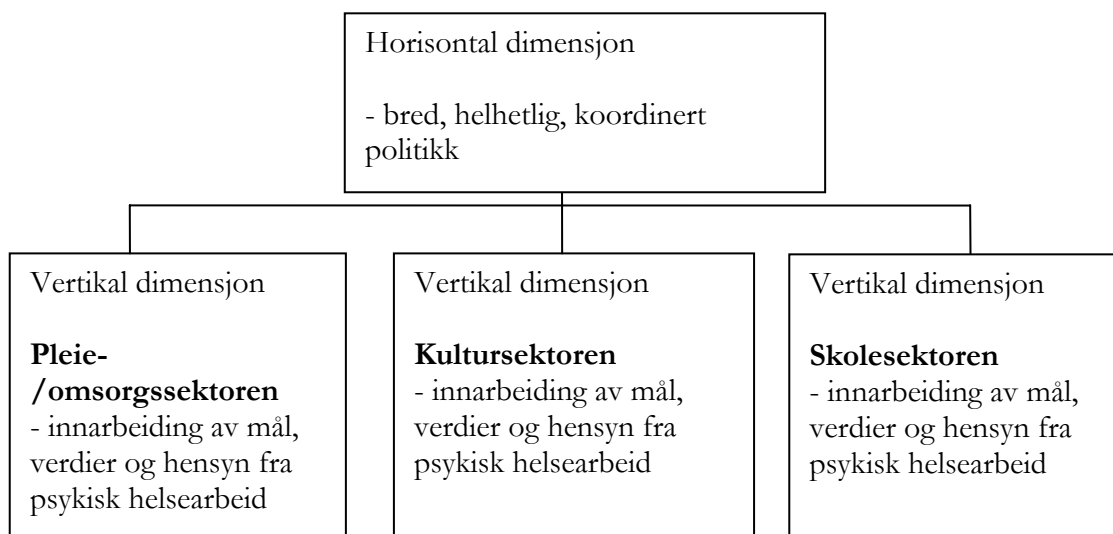 Horisontal dimensjon
- bred, helhetlig, koordinert
politikk
Vertikal dimensjon
Pleie-
/omsorgssektoren
- innarbeiding av mål,
verdier og hensyn fra
psykisk helsearbeid
Vertikal dimensjon
Kultursektoren
- innarbeiding av mål,
verdier og hensyn fra
psykisk helsearbeid
Vertikal dimensjon
Skolesektoren
- innarbeiding av mål,
verdier og hensyn fra
psykisk helsearbeid